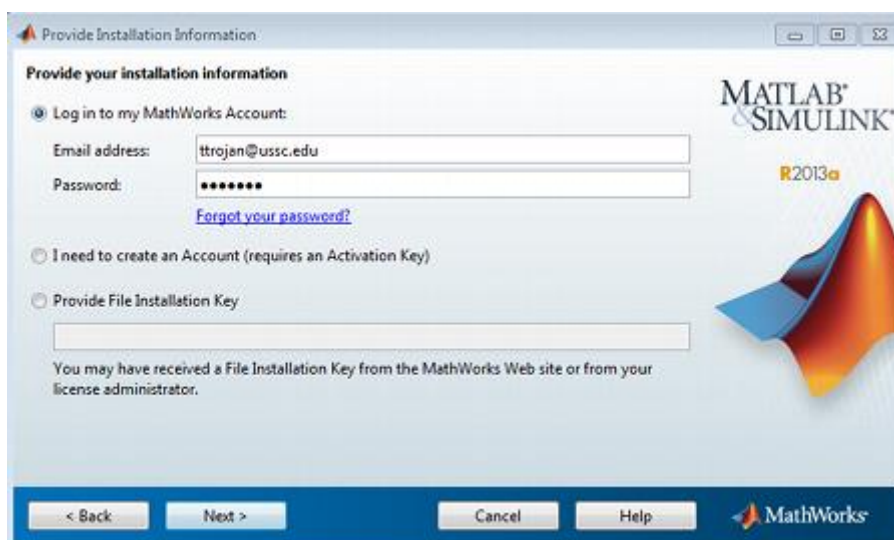 Provide Installation Information
Provide your installation information
Log in to my MathWorks Account:
Email address: ttrojan@ussc.edu
Password: •••••••
Forgot your password?
I need to create an Account (requires an Activation Key)
Provide File Installation Key
You may have received a File Installation Key from the MathWorks Web site or from your
license administrator.
MATLAB®
&SIMULINK®
R2013a
< Back Next > Cancel Help MathWorks®